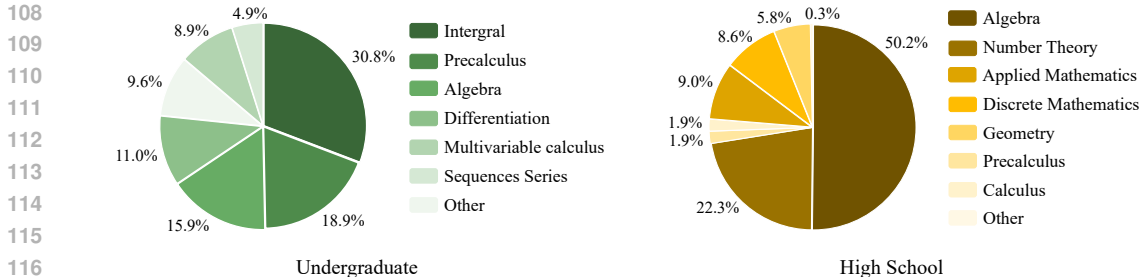 108
109
110
111
112
113
114
115
116
4.9%
8.9%
9.6%
11.0%
15.9%
18.9%
30.8%
Intergral
Precalculus
Algebra
Differentiation
Multivariable calculus
Sequences Series
Other
Undergraduate
0.3%
5.8%
8.6%
9.0%
1.9%
1.9%
22.3%
50.2%
Algebra
Number Theory
Applied Mathematics
Discrete Mathematics
Geometry
Precalculus
Calculus
Other
High School